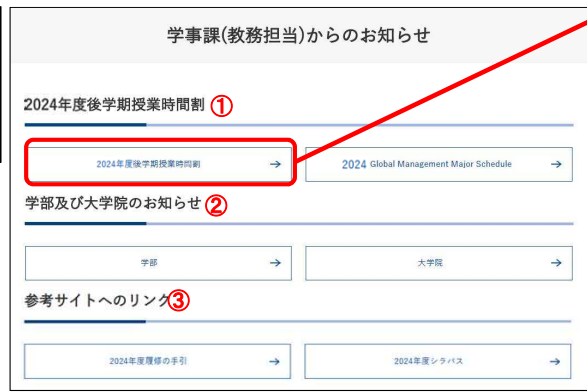 学事課(教務担当)からのお知らせ
2024年度後学期授業時間割 ①
2024年度後学期授業時間割 →
2024 Global Management Major Schedule →
学部及び大学院のお知らせ ②
学部 →
大学院 →
参考サイトへのリンク ③
2024年度履修の手引 →
2024年度シラバス →